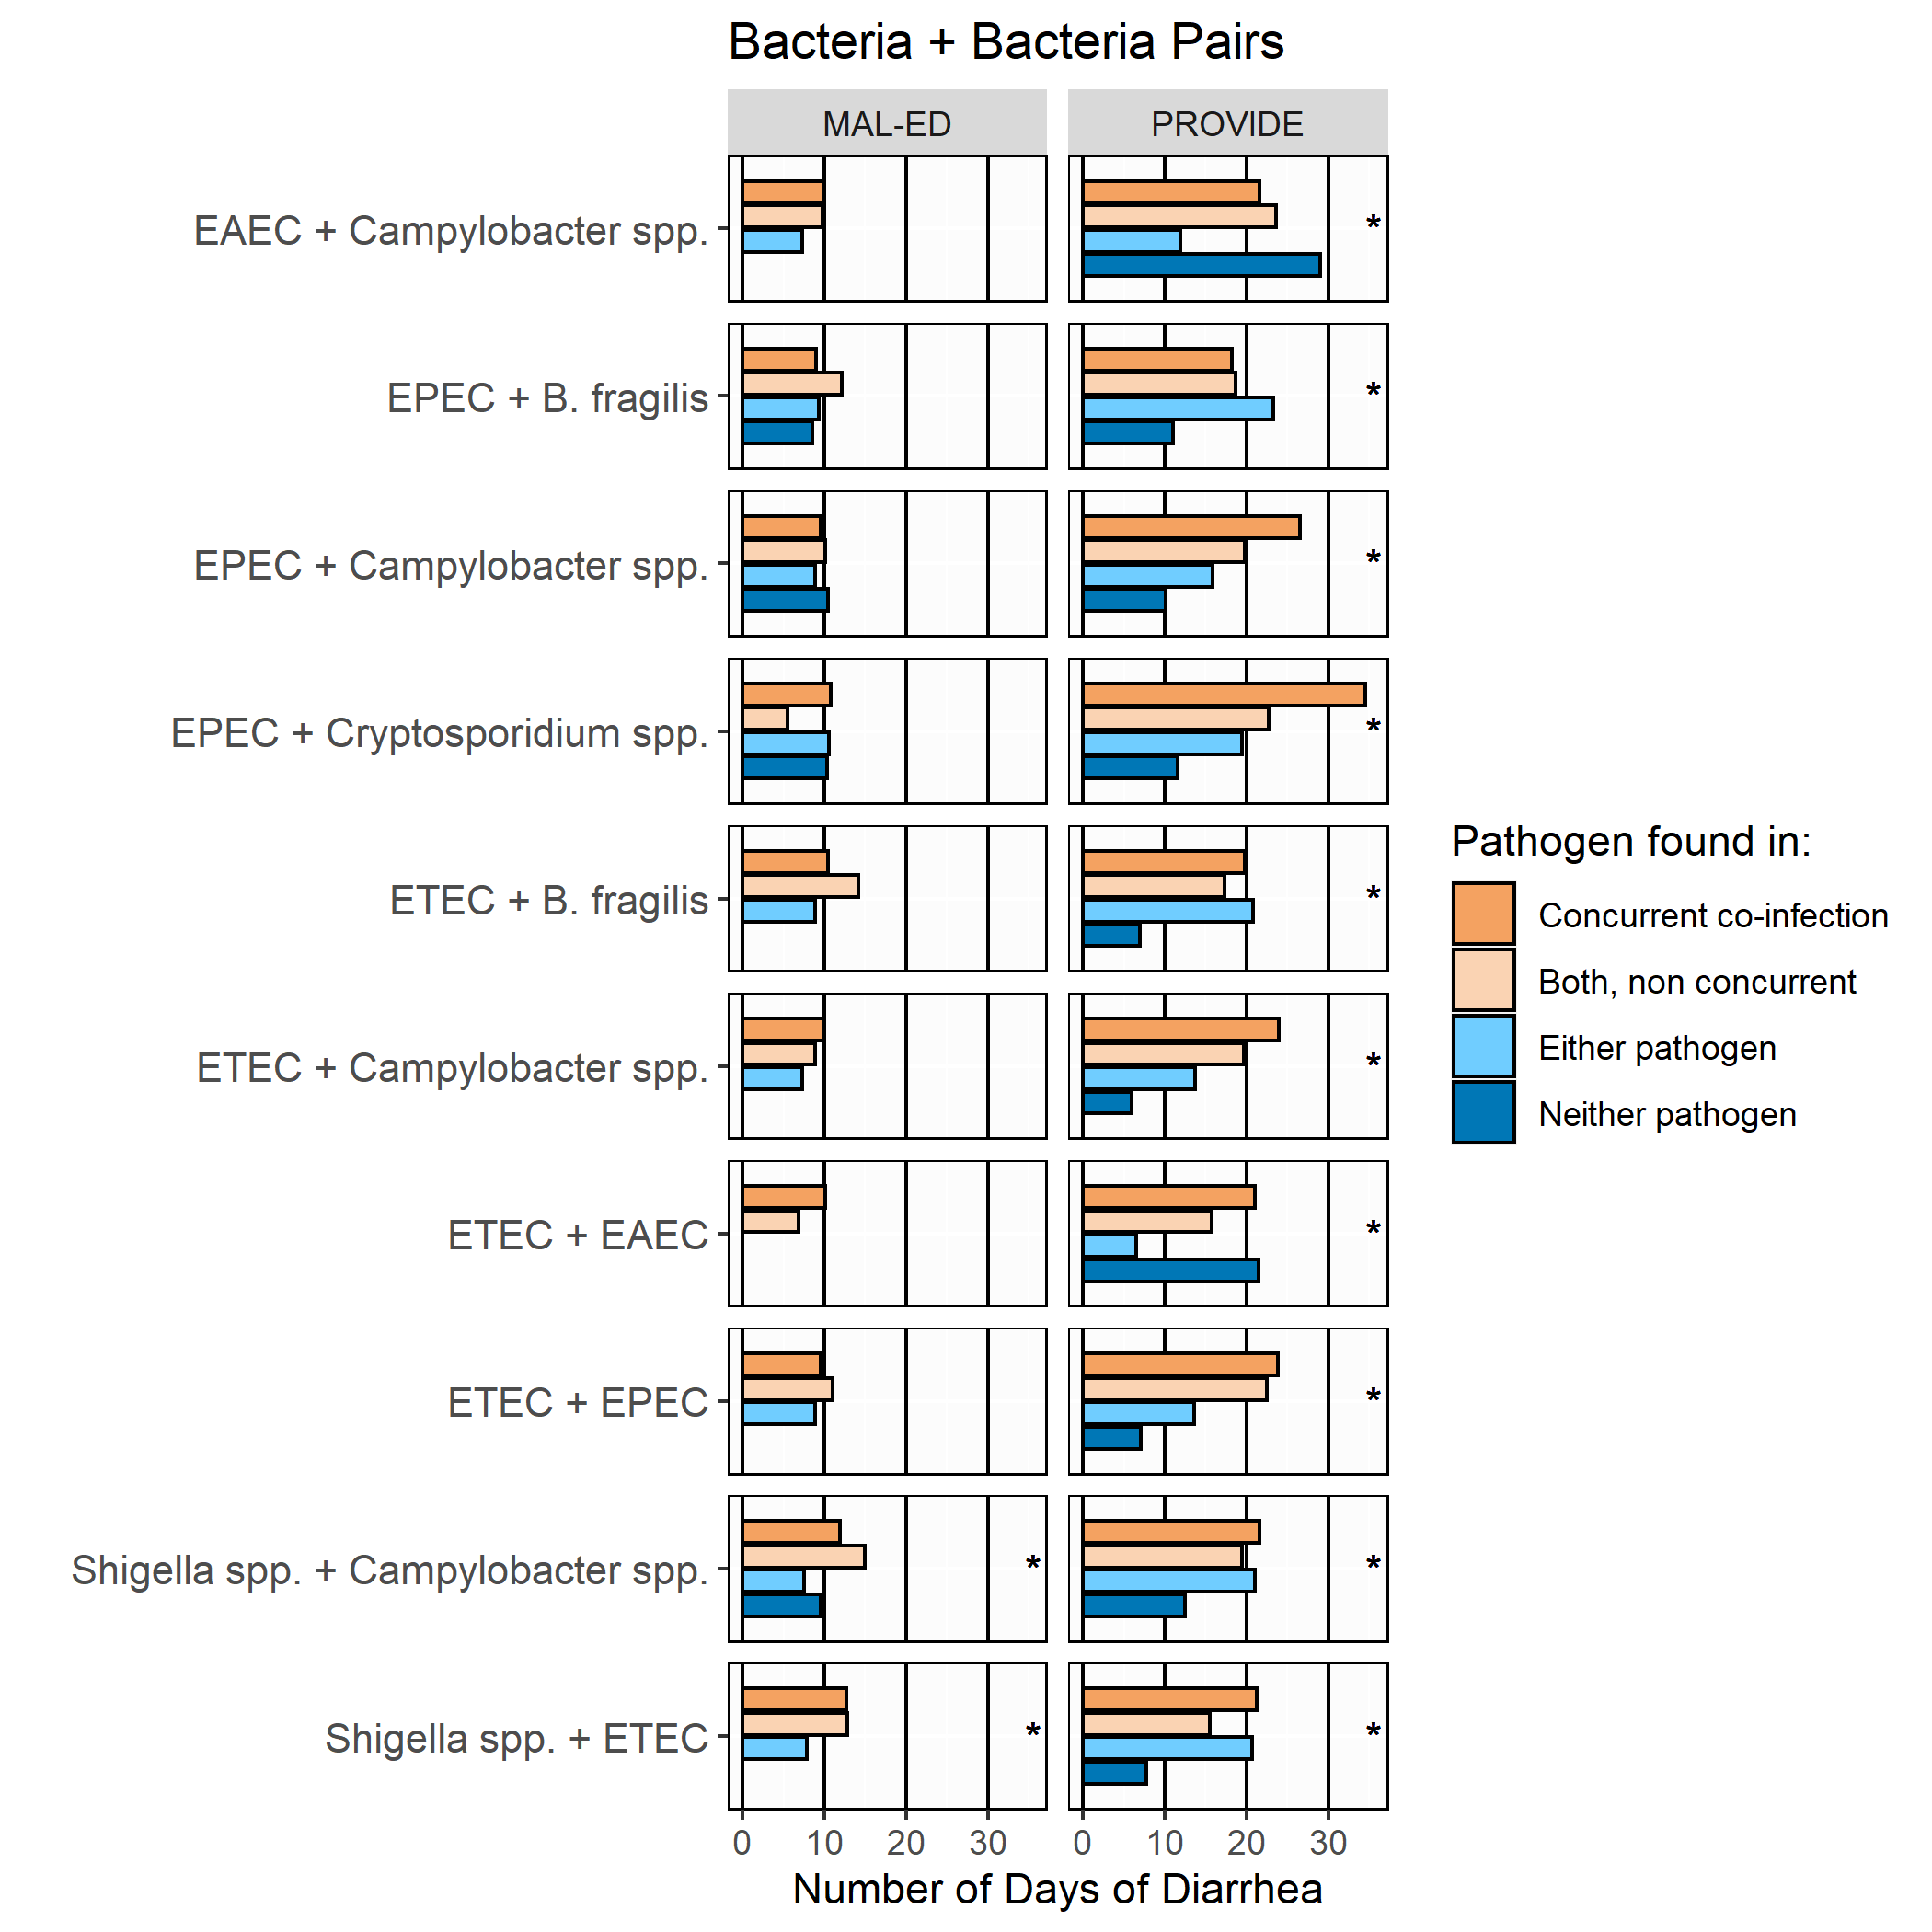 Bacteria + Bacteria Pairs
MAL-ED
PROVIDE
EAEC + Campylobacter spp.
*
EPEC + B. fragilis
*
EPEC + Campylobacter spp.
*
EPEC + Cryptosporidium spp.
*
ETEC + B. fragilis
*
ETEC + Campylobacter spp.
*
ETEC + EAEC
*
ETEC + EPEC
*
Shigella spp. + Campylobacter spp.
* *
Shigella spp. + ETEC
* *
0 10 20 30
0 10 20 30
Number of Days of Diarrhea
Pathogen found in:
Concurrent co-infection
Both, non concurrent
Either pathogen
Neither pathogen